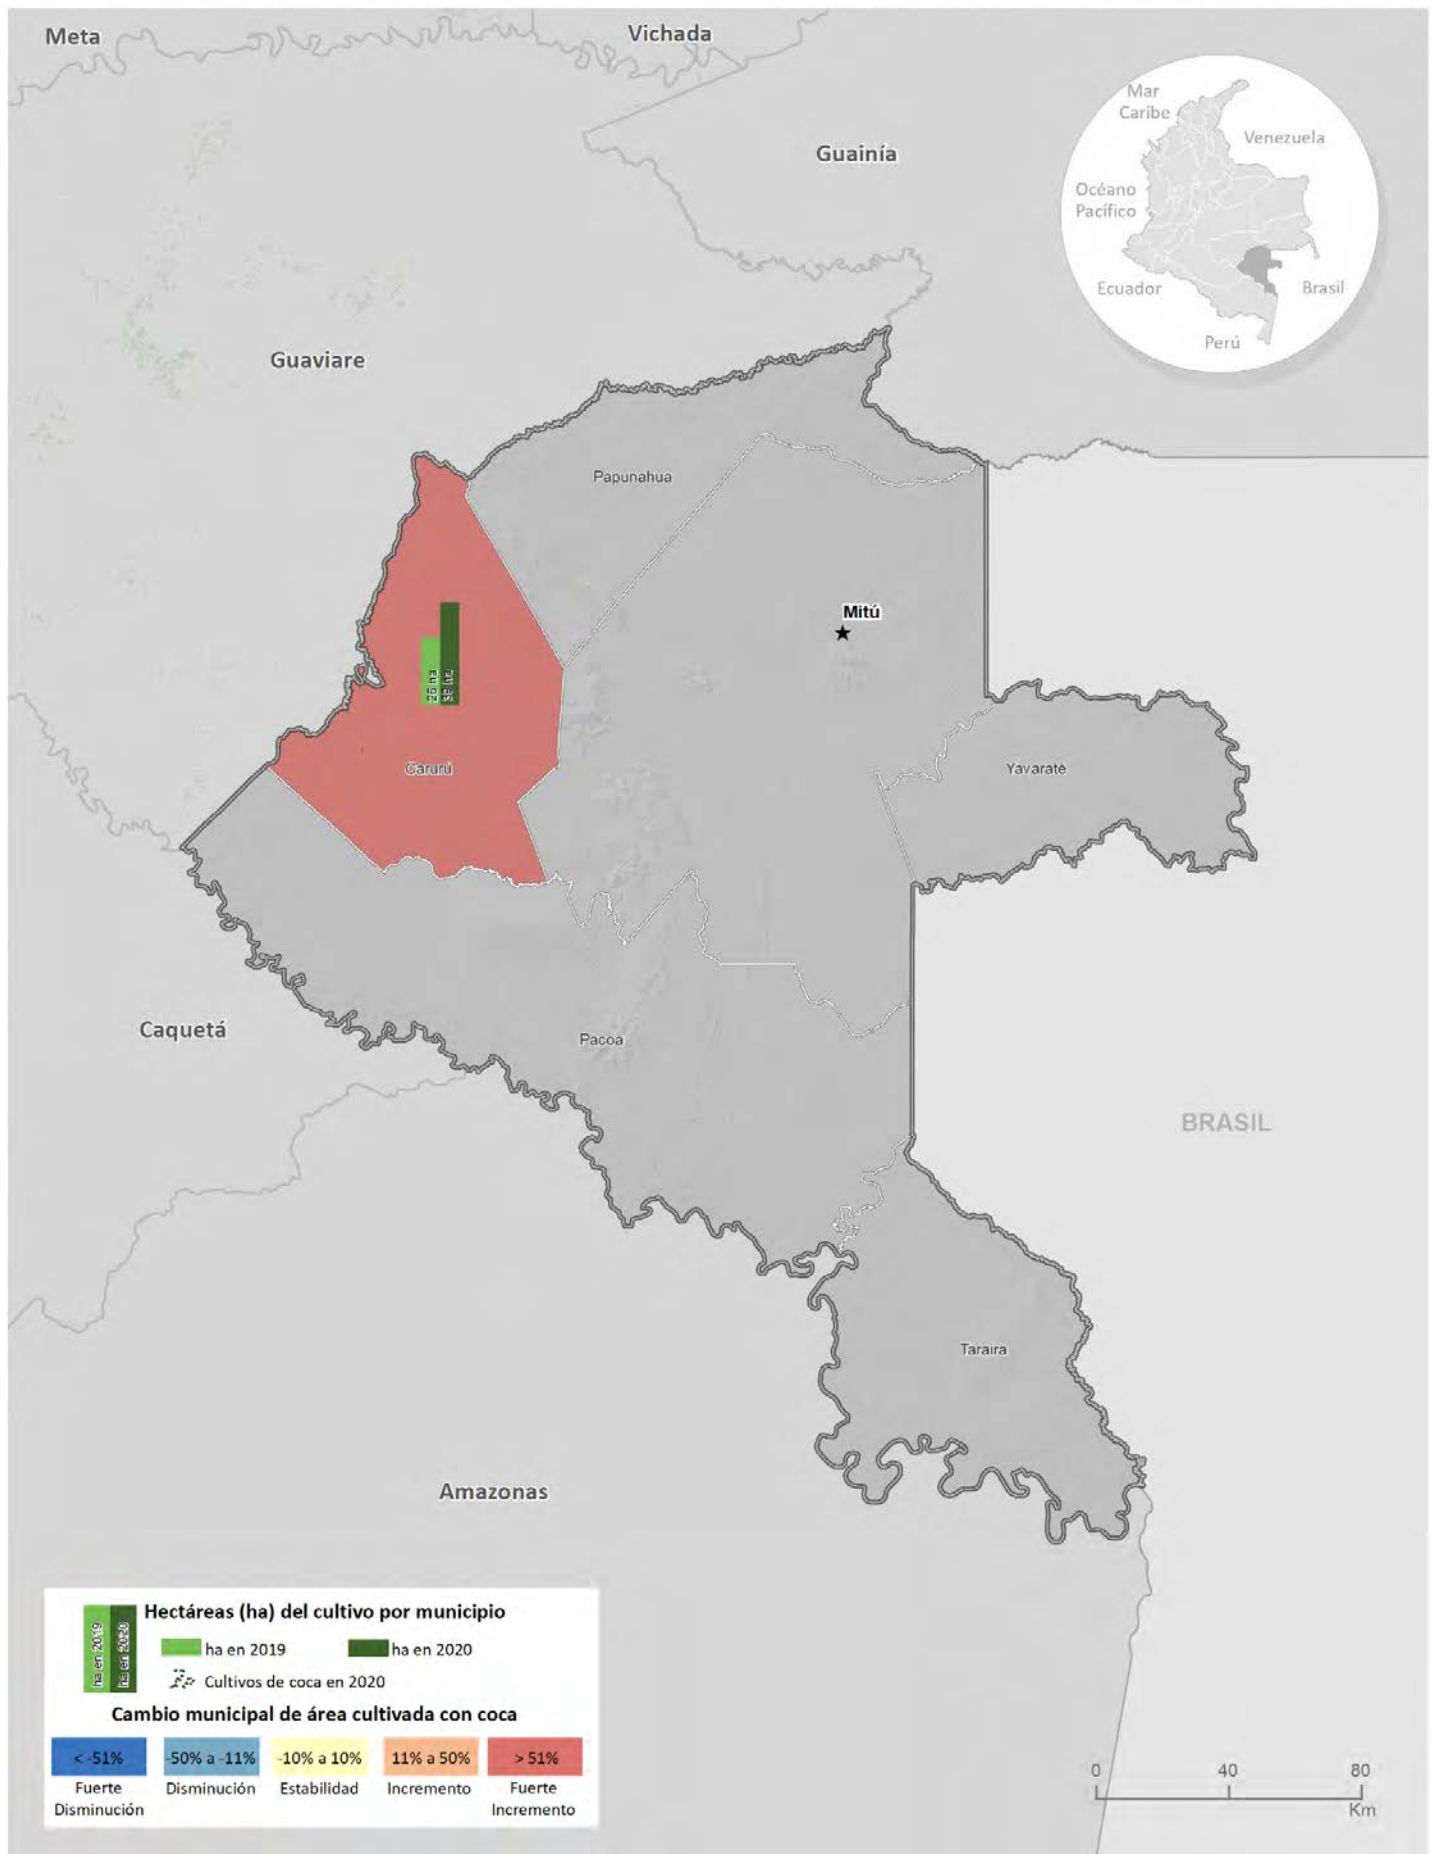 Meta
Vichada
Mar
Caribe
Venezuela
Guainía
Océano
Pacífico
Ecuador
Brasil
Perú
Guaviare
Papunahua
Mitú
25 ha
39 ha
Carurú
Yavaraté
Caquetá
Pacoa
BRASIL
Taraira
Amazonas
Hectáreas (ha) del cultivo por municipio
ha en 2019
ha en 2020
ha en 2019
ha en 2020
Cultivos de coca en 2020
Cambio municipal de área cultivada con coca
< -51%
-50% a -11%
-10% a 10%
11% a 50%
> 51%
Fuerte
Disminución
Disminución
Estabilidad
Incremento
Fuerte
Incremento
0
40
80
Km